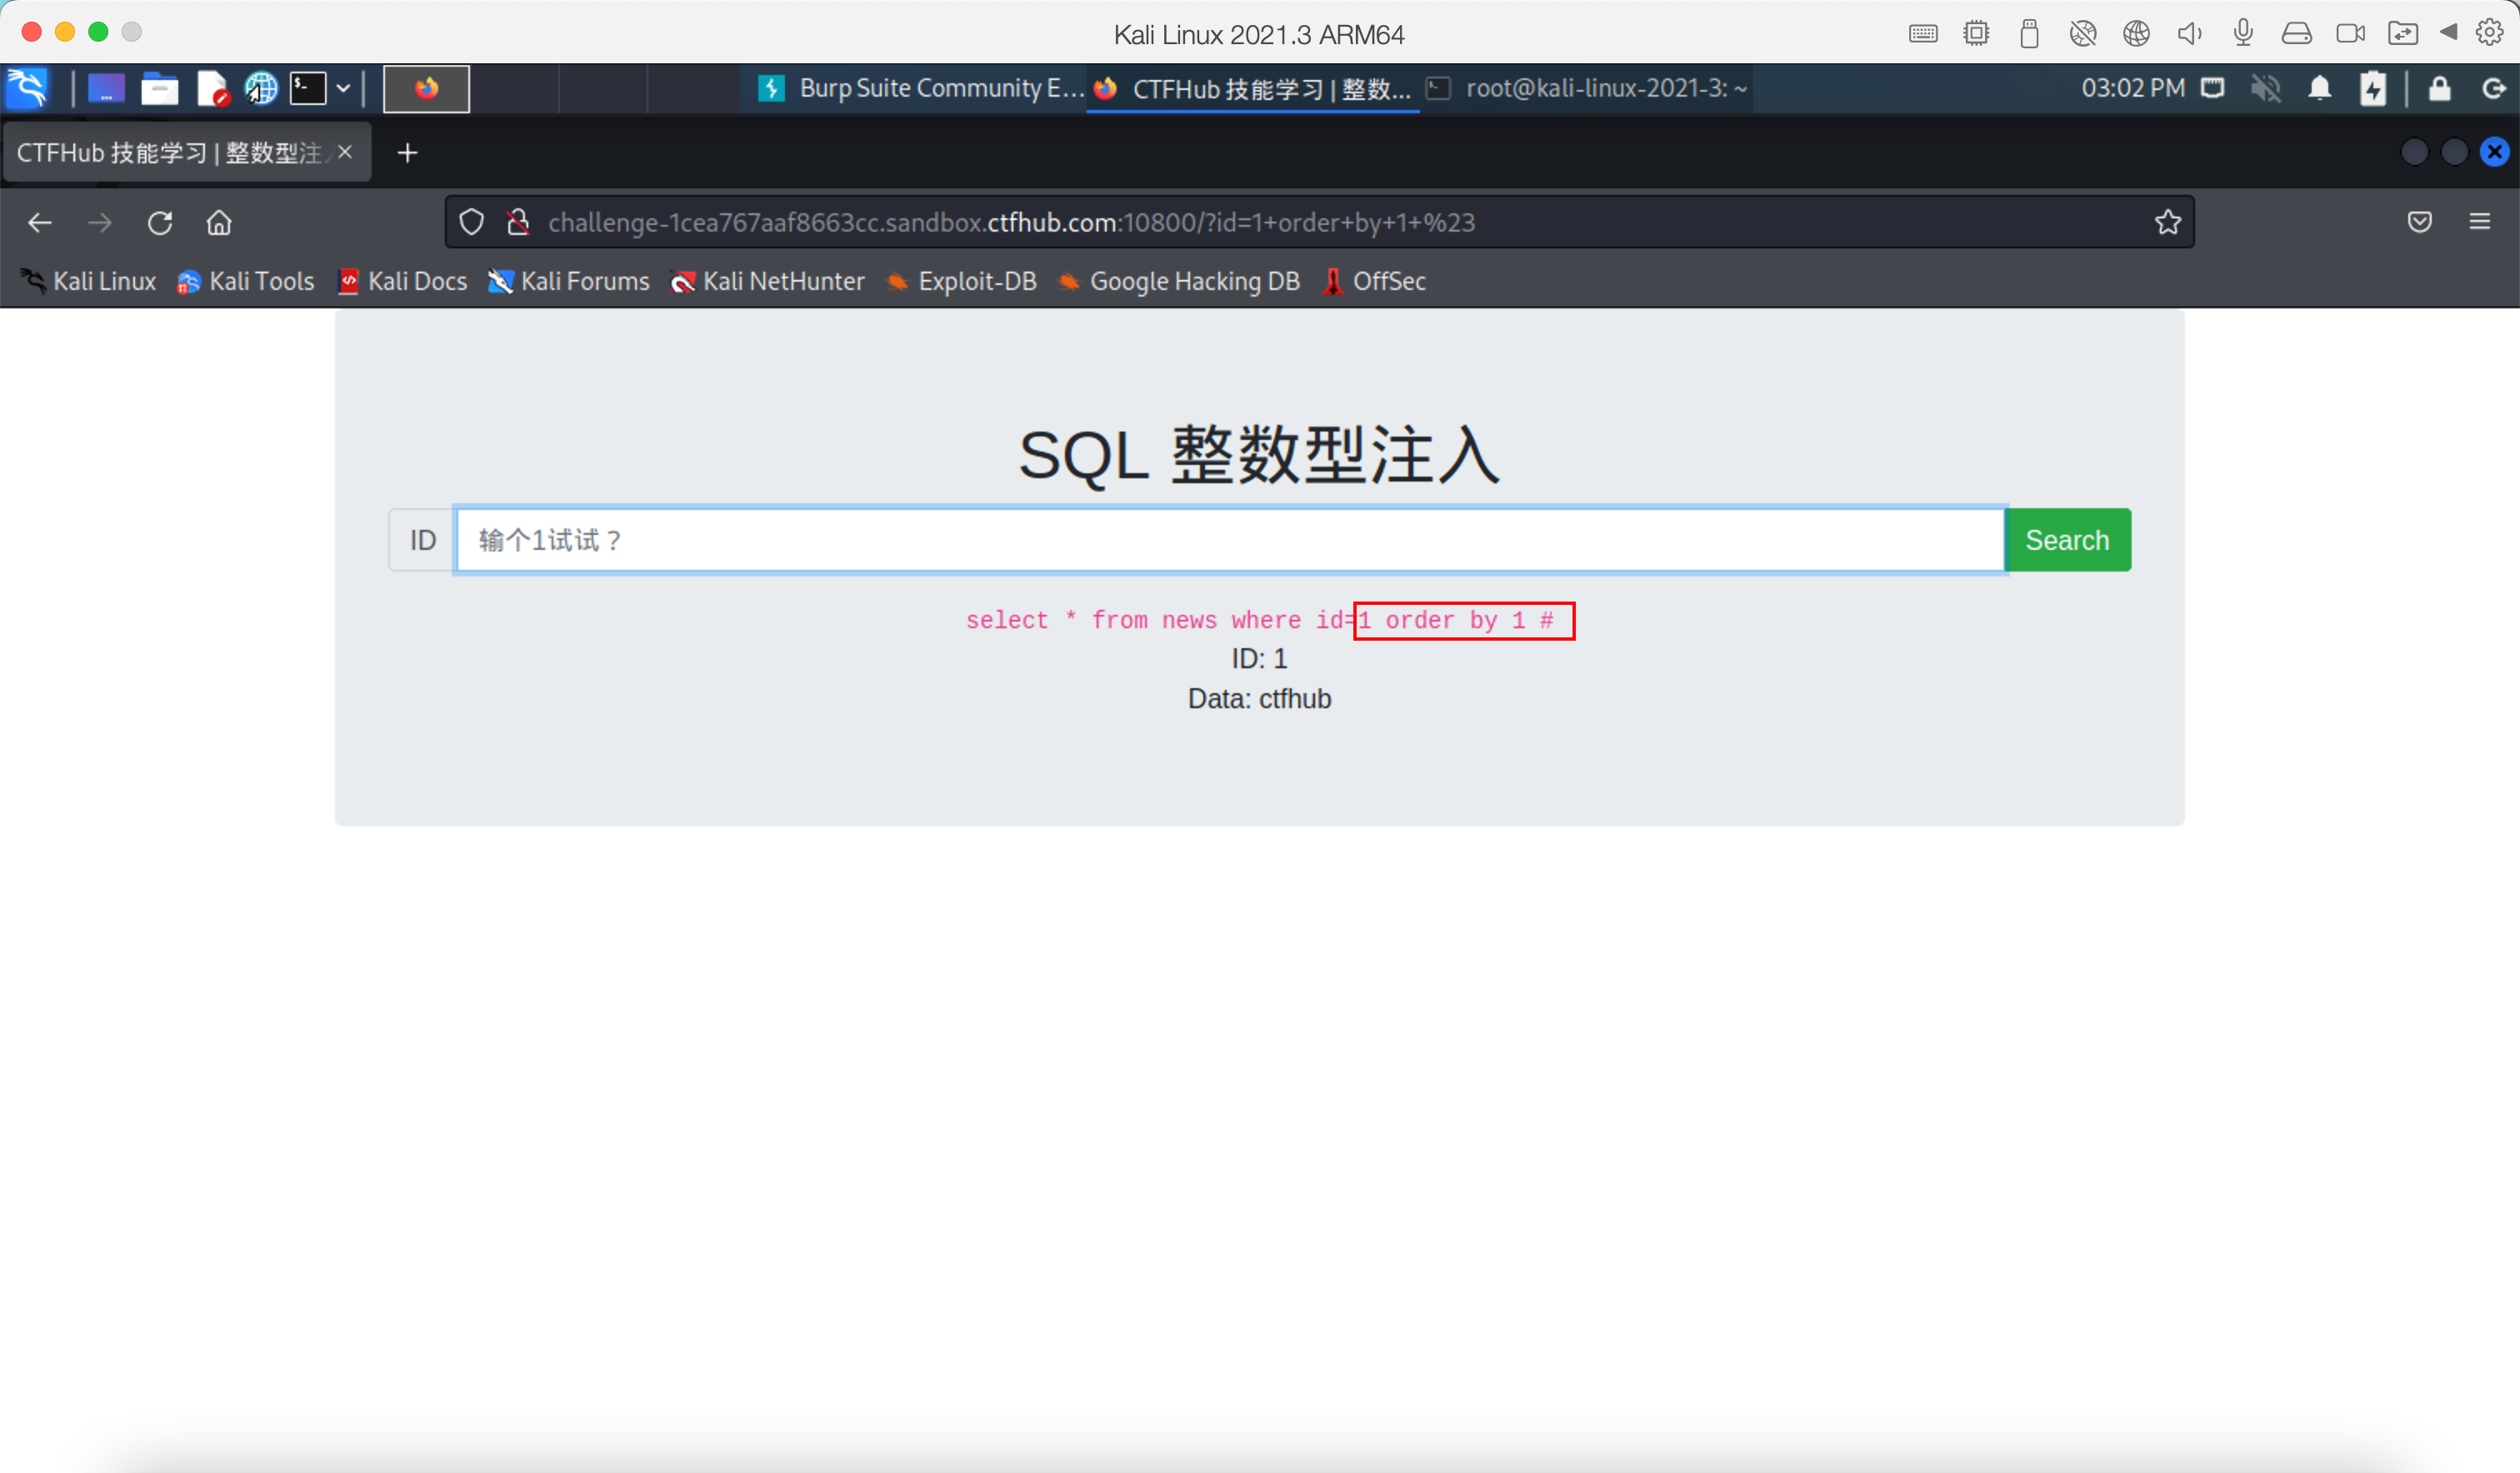 Kali Linux 2021.3 ARM64
Burp Suite Community E... CTFHub 技能学习 | 整数... root@kali-linux-2021-3: ~ 03:02 PM
CTFHub 技能学习 | 整数型注
challenge-1cea767aaf8663cc.sandbox.ctfhub.com:10800/?id=1+order+by+1+%23
Kali Linux Kali Tools Kali Docs Kali Forums Kali NetHunter Exploit-DB Google Hacking DB OffSec
SQL 整数型注入
ID 输个1试试？ Search
select * from news where id=1 order by 1 #
ID: 1
Data: ctfhub